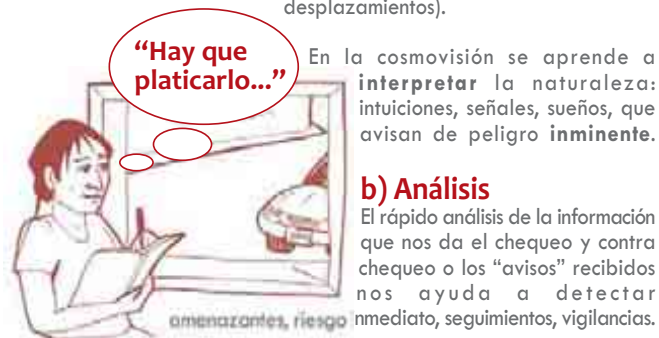 desplazamientos).
“Hay que
platicarlo...”
En la cosmovisión se aprende a
interpretar la naturaleza:
intuiciones, señales, sueños, que
avisan de peligro inminente.
b) Análisis
El rápido análisis de la información
que nos da el chequeo y contra
chequeo o los “avisos” recibidos
nos ayuda a detectar
amenazantes, riesgo nmediato, seguimientos, vigilancias.